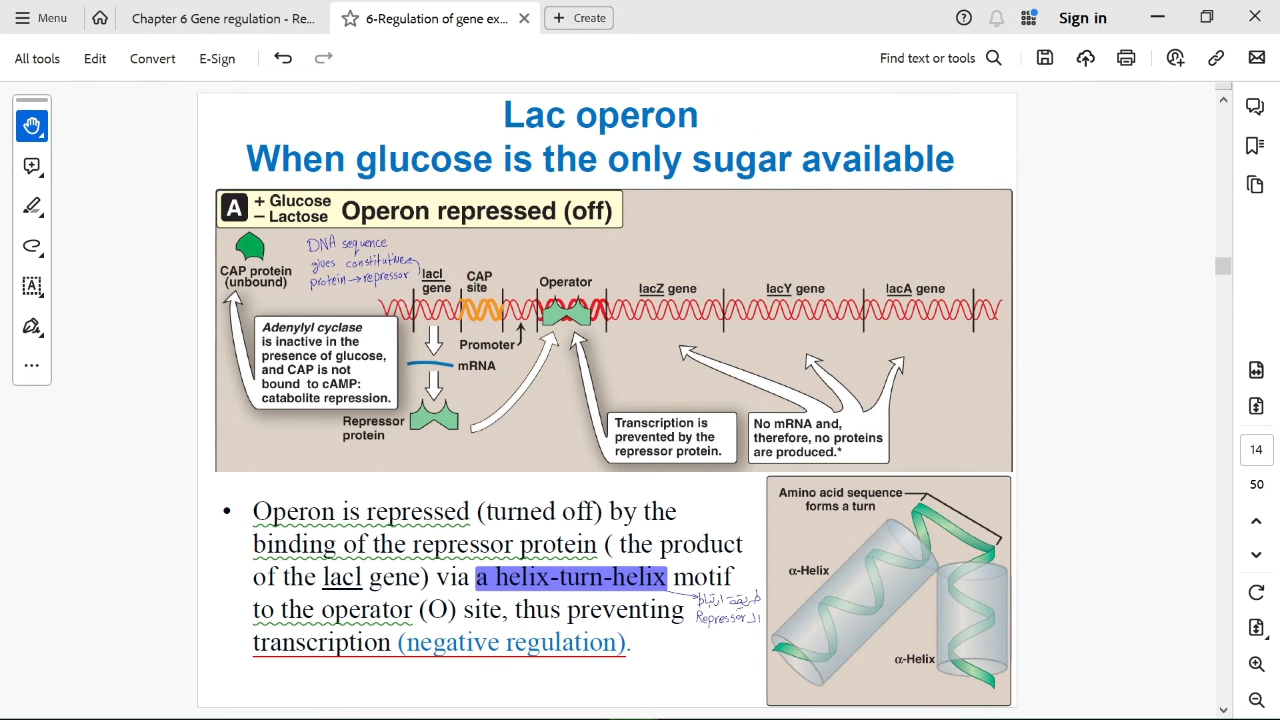 Menu
Chapter 6 Gene regulation - Re...
6-Regulation of gene ex...
Create
Sign in
All tools
Edit
Convert
E-Sign
Find text or tools
Lac operon
When glucose is the only sugar available
A
+ Glucose
– Lactose
Operon repressed (off)
CAP protein
(unbound)
DNA sequence
gives constitutive
protein → repressor
lacI
gene
CAP
site
Operator
lacZ gene
lacY gene
lacA gene
Adenylyl cyclase
is inactive in the
presence of glucose,
and CAP is not
bound to cAMP:
catabolite repression.
Promoter
mRNA
Repressor
protein
Transcription is
prevented by the
repressor protein.
No mRNA and,
therefore, no proteins
are produced.*
• Operon is repressed (turned off) by the
binding of the repressor protein ( the product
of the lacl gene) via a helix-turn-helix motif
to the operator (O) site, thus preventing
transcription (negative regulation).
طريقة ارتباط
الـ Repressor
Amino acid sequence
forms a turn
α-Helix
α-Helix
14
50